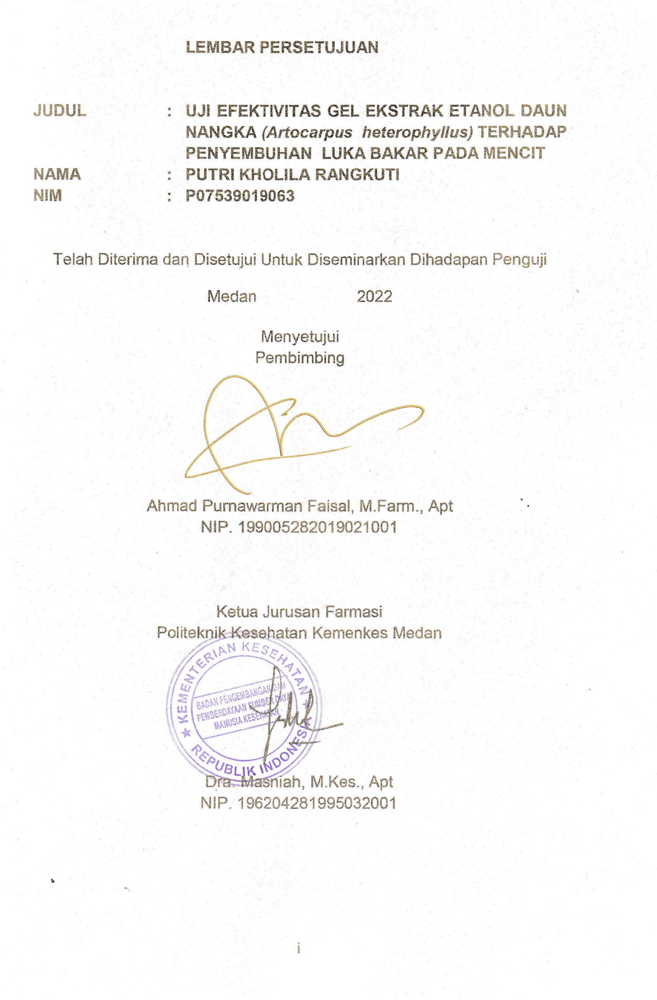 LEMBAR PERSETUJUAN
JUDUL : UJI EFEKTIVITAS GEL EKSTRAK ETANOL DAUN
NANGKA (Artocarpus heterophyllus) TERHADAP
PENYEMBUHAN LUKA BAKAR PADA MENCIT
NAMA : PUTRI KHOLILA RANGKUTI
NIM : P07539019063
Telah Diterima dan Disetujui Untuk Diseminarkan Dihadapan Penguji
Medan 2022
Menyetujui
Pembimbing
Ahmad Purnawarman Faisal, M.Farm., Apt
NIP. 199005282019021001
Ketua Jurusan Farmasi
Politeknik Kesehatan Kemenkes Medan
KEMENTERIAN KESEHATAN
BADAN PENGEMBANGAN DAN
PEMBERDAYAAN SUMBER DAYA
MANUSIA KESEHATAN
REPUBLIK INDONESIA
Dra. Masniah, M.Kes., Apt
NIP. 196204281995032001
i